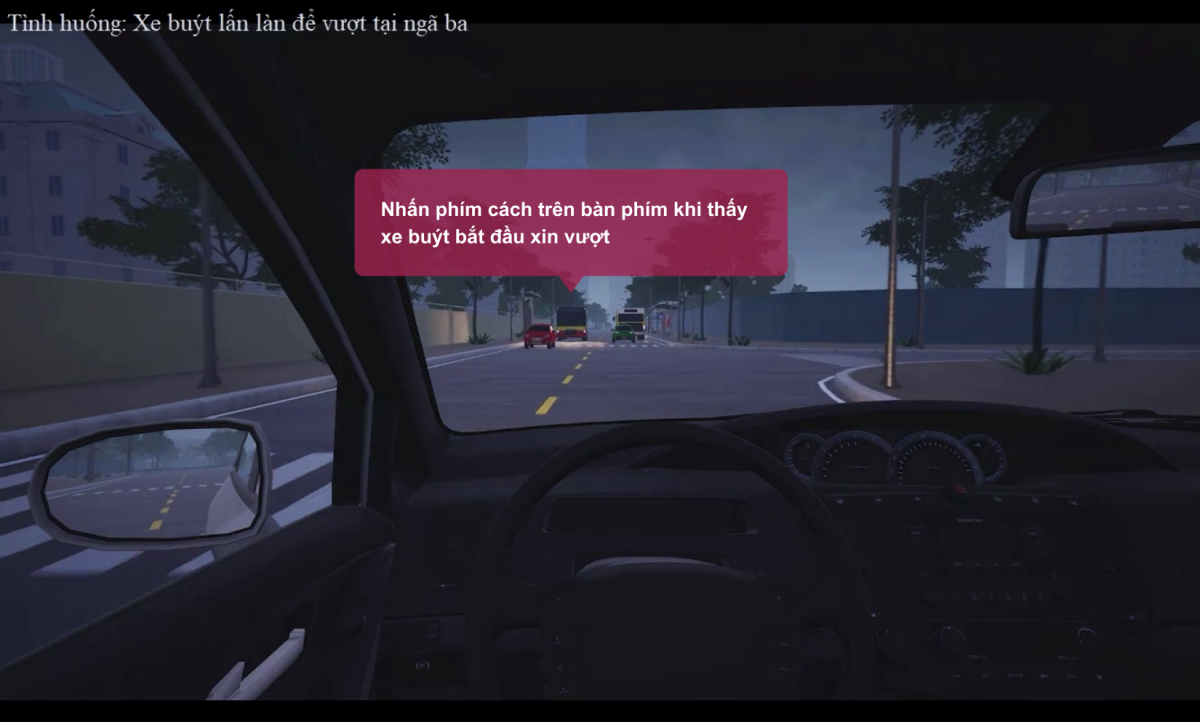 Tình huống: Xe buýt lấn làn để vượt tại ngã ba
Nhấn phím cách trên bàn phím khi thấy
xe buýt bắt đầu xin vượt